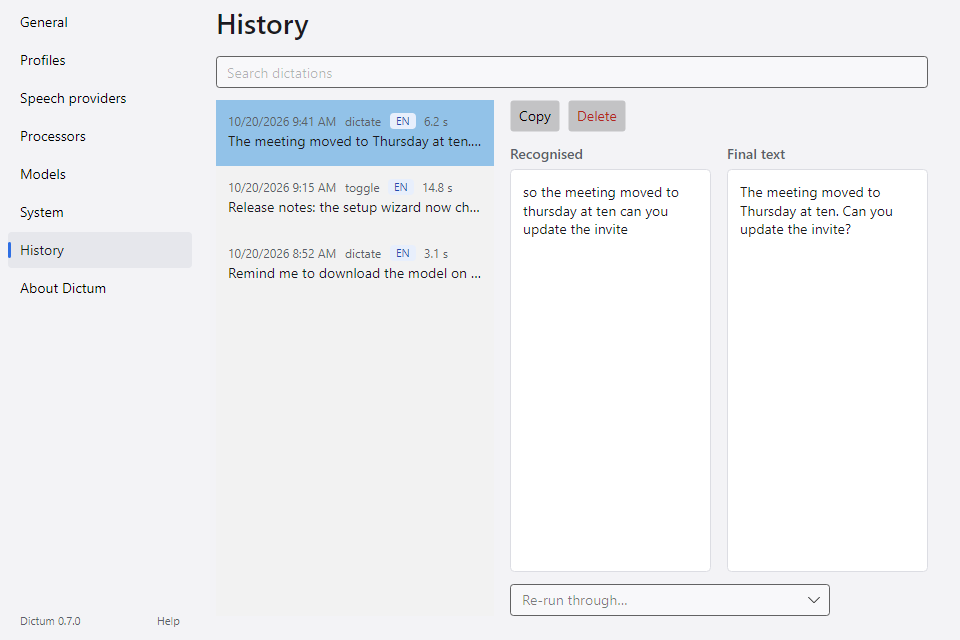 General
Profiles
Speech providers
Processors
Models
System
History
About Dictum
Dictum 0.7.0
Help
History
Search dictations
10/20/2026 9:41 AM dictate EN 6.2 s
The meeting moved to Thursday at ten....
10/20/2026 9:15 AM toggle EN 14.8 s
Release notes: the setup wizard now ch...
10/20/2026 8:52 AM dictate EN 3.1 s
Remind me to download the model on ...
Copy
Delete
Recognised
so the meeting moved to
thursday at ten can you
update the invite
Final text
The meeting moved to
Thursday at ten. Can you
update the invite?
Re-run through...